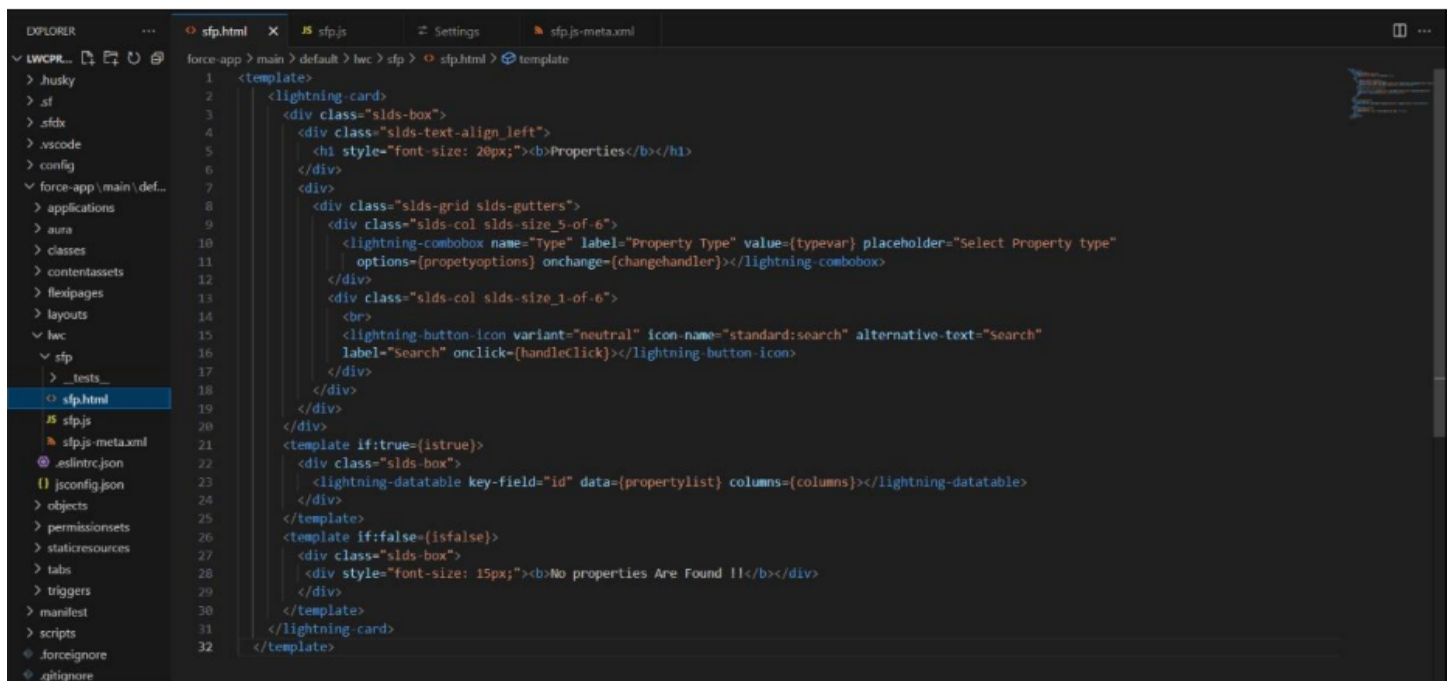 EXPLORER ...
LWCPR...
.husky
.sf
.sfdx
.vscode
config
force-app\main\def...
applications
aura
classes
contentassets
flexipages
layouts
lwc
sfp
__tests__
sfp.html
JS sfp.js
sfp.js-meta.xml
.eslintrc.json
{} jsconfig.json
objects
permissionsets
staticresources
tabs
triggers
manifest
scripts
.forceignore
.gitignore
sfp.html X JS sfp.js Settings sfp.js-meta.xml ...
force-app > main > default > lwc > sfp > sfp.html > template
1 <template>
2 <lightning-card>
3 <div class="slds-box">
4 <div class="slds-text-align_left">
5 <h1 style="font-size: 20px;"><b>Properties</b></h1>
6 </div>
7 <div>
8 <div class="slds-grid slds-gutters">
9 <div class="slds-col slds-size_5-of-6">
10 <lightning-combobox name="Type" label="Property Type" value={typevar} placeholder="Select Property type"
11 options={propetyoptions} onchange={changehandler}></lightning-combobox>
12 </div>
13 <div class="slds-col slds-size_1-of-6">
14 <br>
15 <lightning-button-icon variant="neutral" icon-name="standard:search" alternative-text="Search"
16 label="Search" onclick={handleClick}></lightning-button-icon>
17 </div>
18 </div>
19 </div>
20 </div>
21 <template if:true={istrue}>
22 <div class="slds-box">
23 <lightning-datatable key-field="id" data={propertylist} columns={columns}></lightning-datatable>
24 </div>
25 </template>
26 <template if:false={isfalse}>
27 <div class="slds-box">
28 <div style="font-size: 15px;"><b>No properties Are Found !!</b></div>
29 </div>
30 </template>
31 </lightning-card>
32 </template>